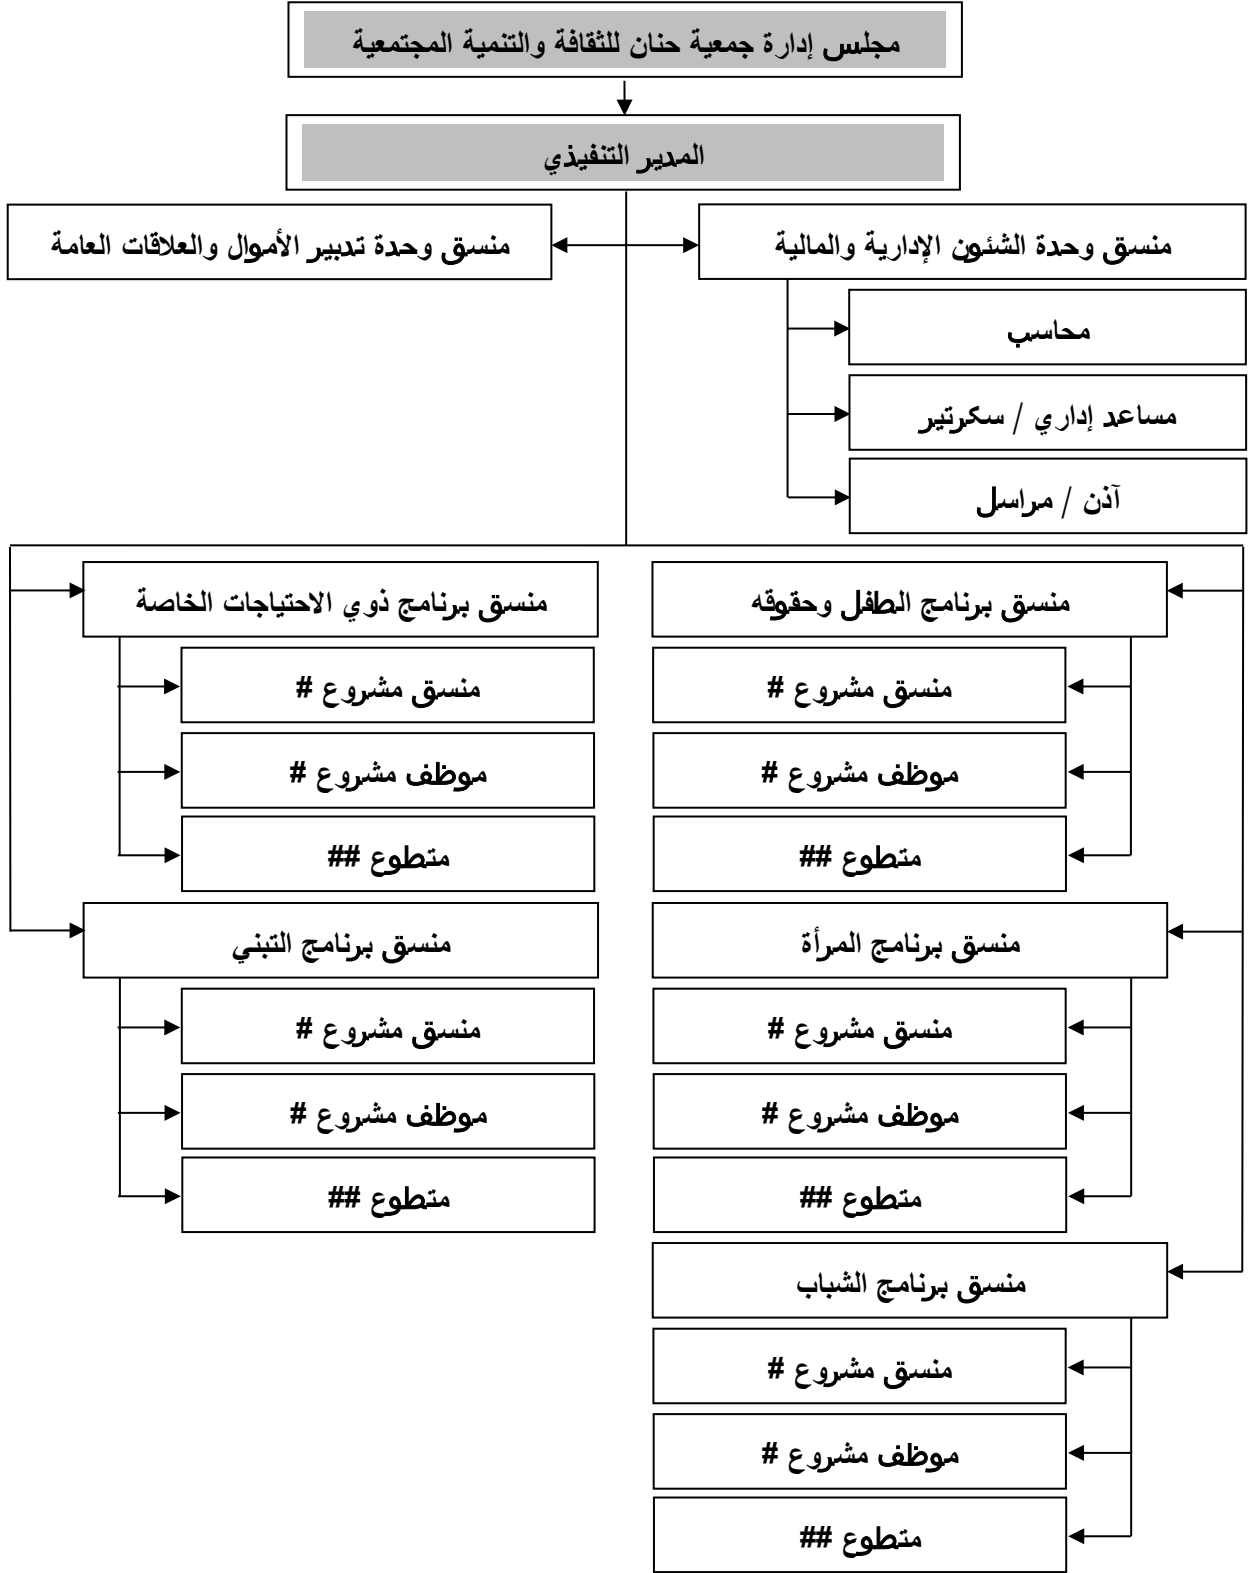 مجلس إدارة جمعية حنان للثقافة والتنمية المجتمعية
المدير التنفيذي
منسق وحدة الشئون الإدارية والمالية
منسق وحدة تدبير الأموال والعلاقات العامة
محاسب
مساعد إداري / سكرتير
آذن / مراسل
منسق برنامج الطفل وحقوقه
منسق برنامج ذوي الاحتياجات الخاصة
منسق مشروع #
منسق مشروع #
موظف مشروع #
موظف مشروع #
متطوع ##
متطوع ##
منسق برنامج المرأة
منسق برنامج التبني
منسق مشروع #
منسق مشروع #
موظف مشروع #
موظف مشروع #
متطوع ##
متطوع ##
منسق برنامج الشباب
منسق مشروع #
موظف مشروع #
متطوع ##